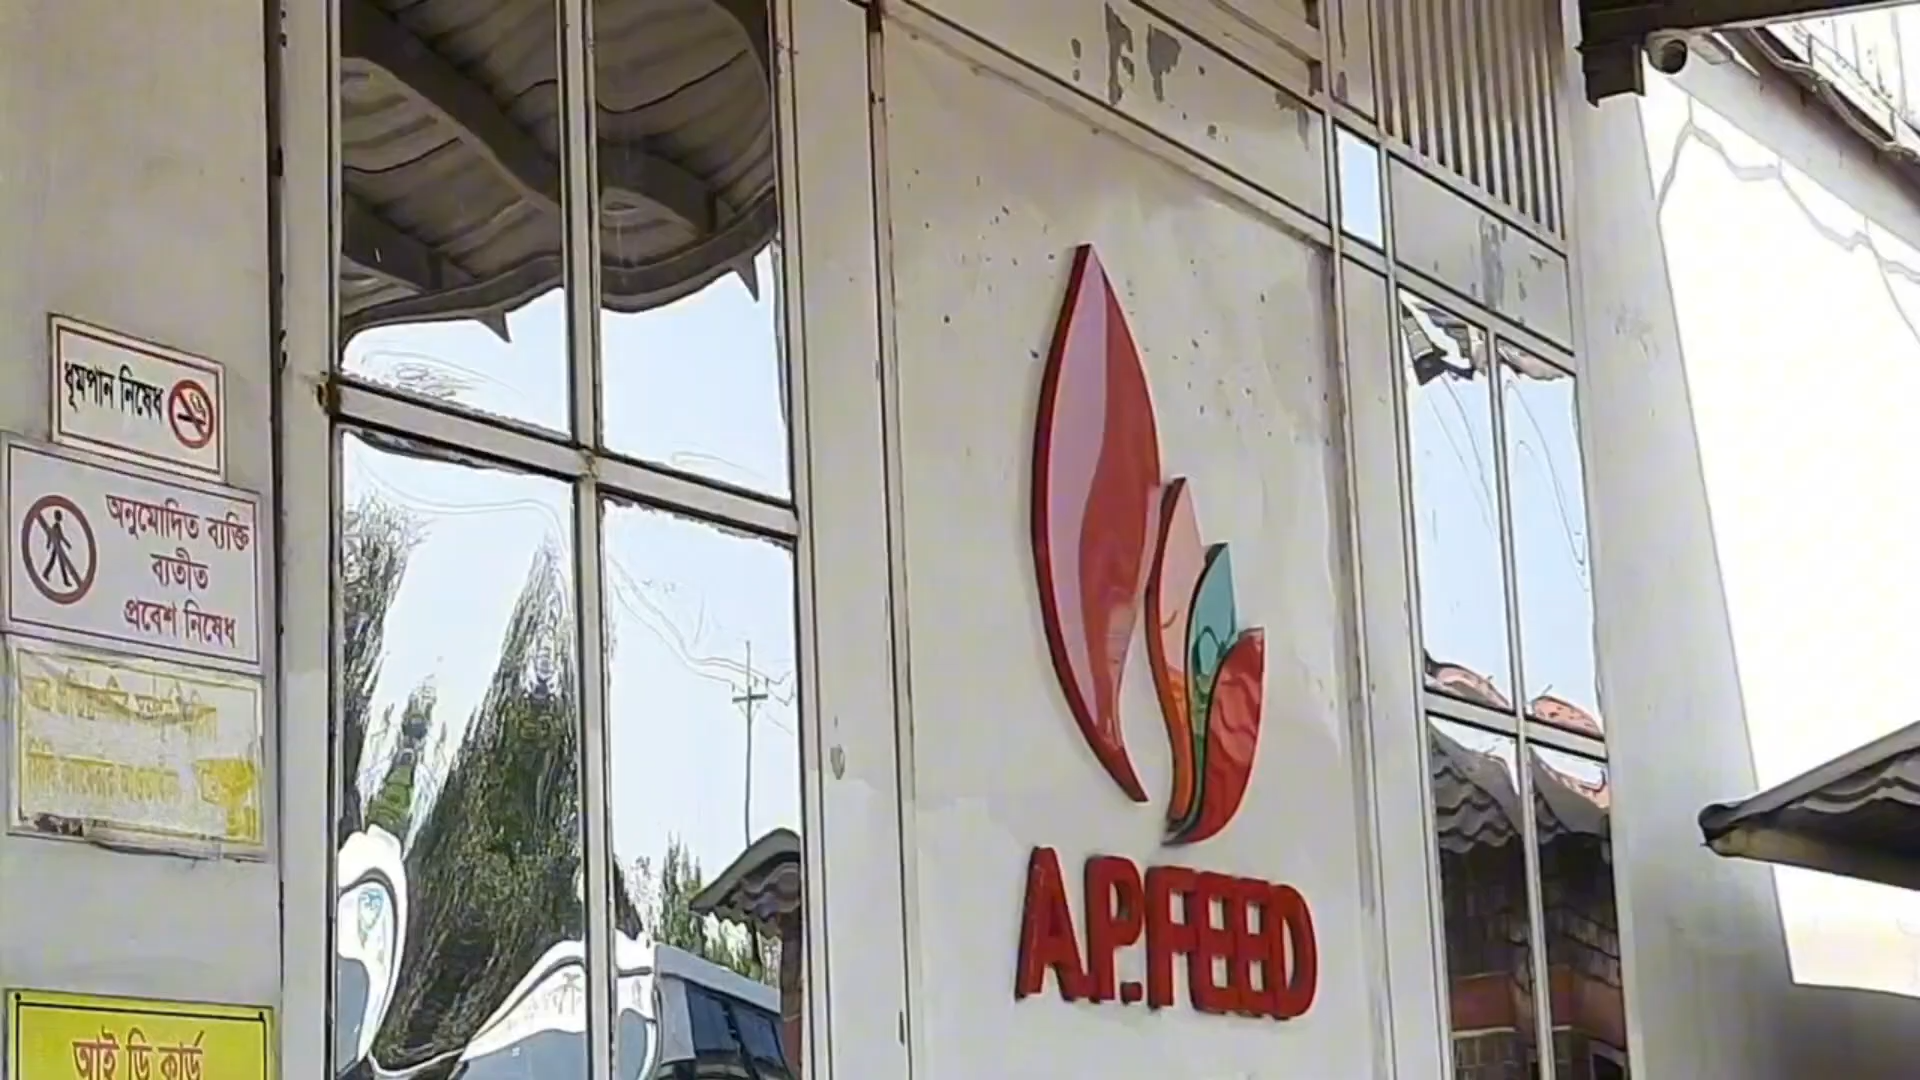 ধূমপান নিষেধ
অনুমোদিত ব্যক্তি
ব্যতীত
প্রবেশ নিষেধ
আই ডি কার্ড
A.P.FEED